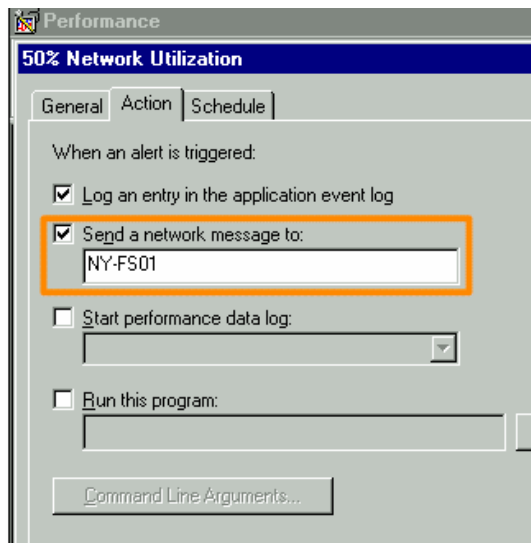 Performance
50% Network Utilization
General Action Schedule
When an alert is triggered:
Log an entry in the application event log
Send a network message to:
NY-FS01
Start performance data log:
Run this program:
Command Line Arguments...